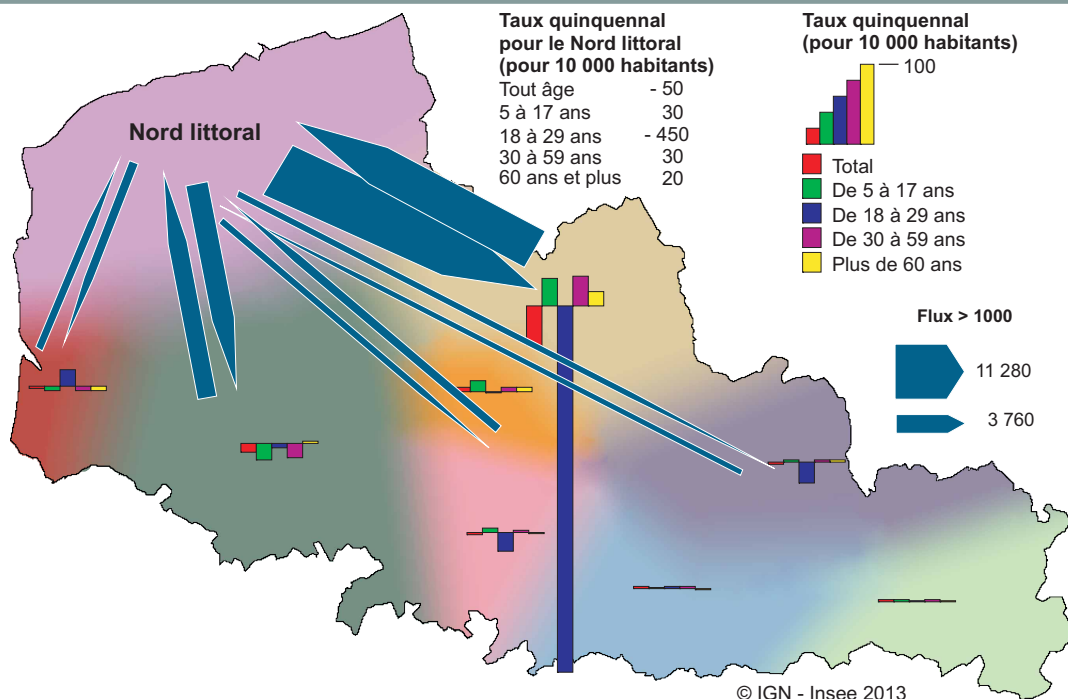 Taux quinquennal
pour le Nord littoral
(pour 10 000 habitants)
Tout âge - 50
5 à 17 ans 30
18 à 29 ans - 450
30 à 59 ans 30
60 ans et plus 20
Taux quinquennal
(pour 10 000 habitants)
100
Total
De 5 à 17 ans
De 18 à 29 ans
De 30 à 59 ans
Plus de 60 ans
Nord littoral
Flux > 1000
11 280
3 760
© IGN - Insee 2013